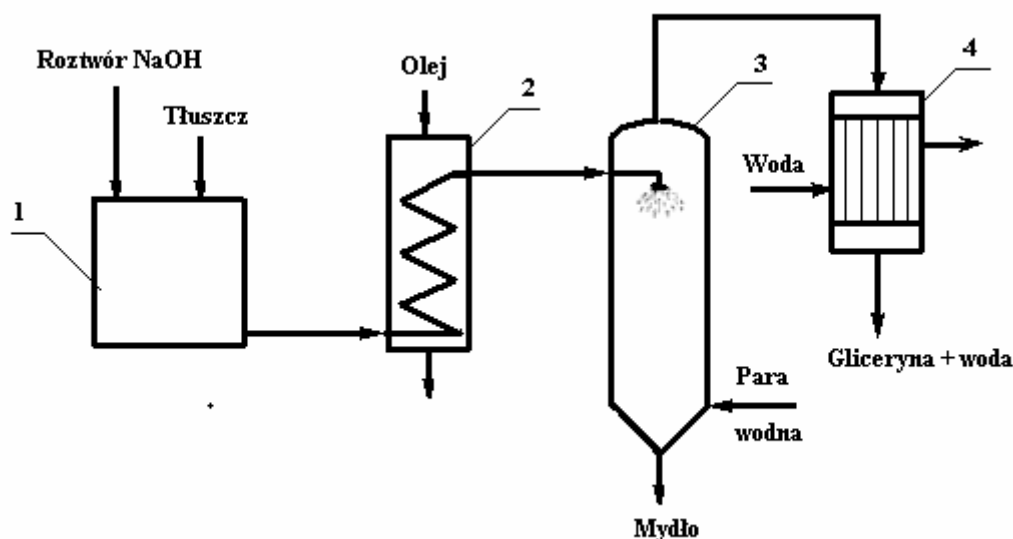 Roztwór NaOH
Tłuszcz
1
Olej
2
3
4
Woda
Gliceryna + woda
Para
wodna
Mydło